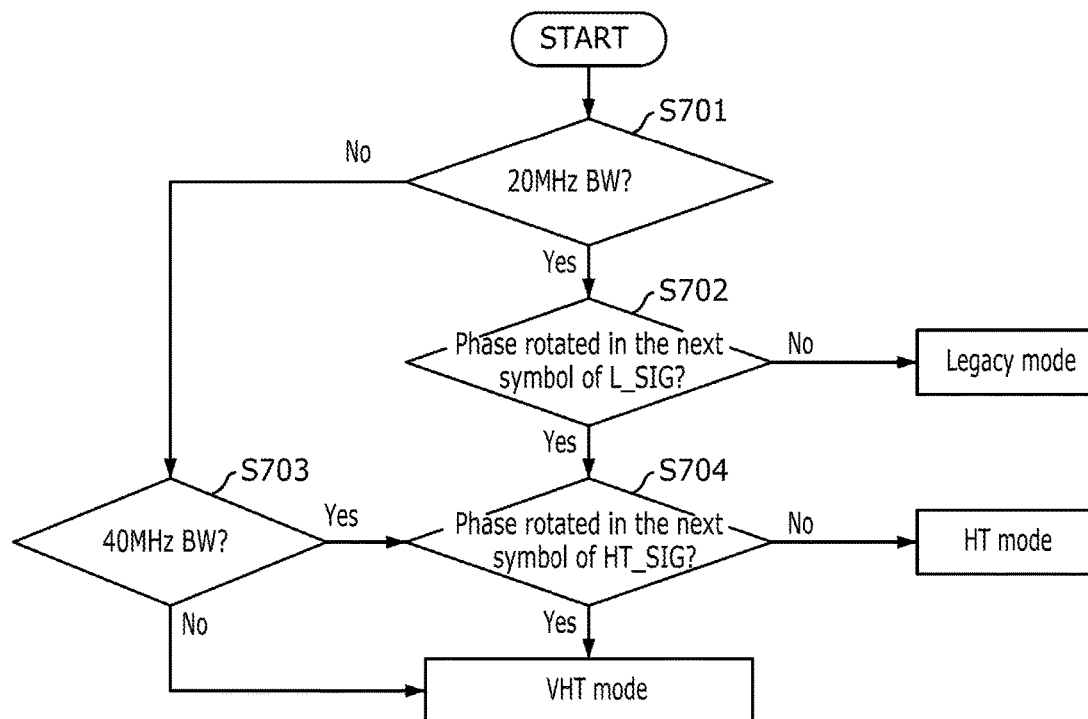 START
S701
No
20MHz BW?
Yes
S702
Phase rotated in the next
symbol of L_SIG?
No
Legacy mode
Yes
S703
S704
40MHz BW?
Yes
Phase rotated in the next
symbol of HT_SIG?
No
HT mode
No
Yes
VHT mode